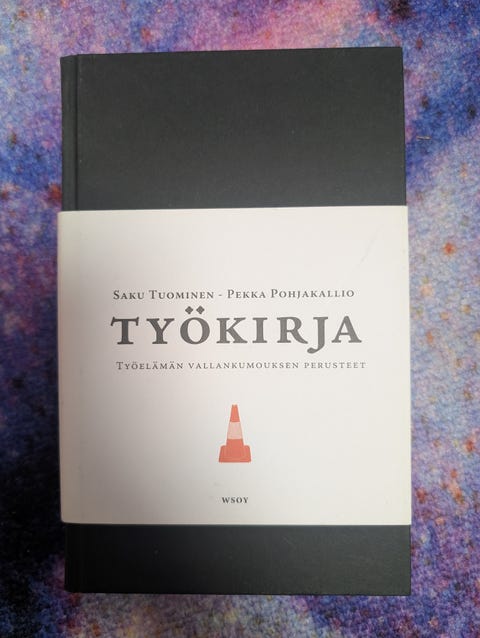 Saku Tuominen - Pekka Pohjakallio
TYÖKIRJA
Työelämän vallankumouksen perusteet
WSOY